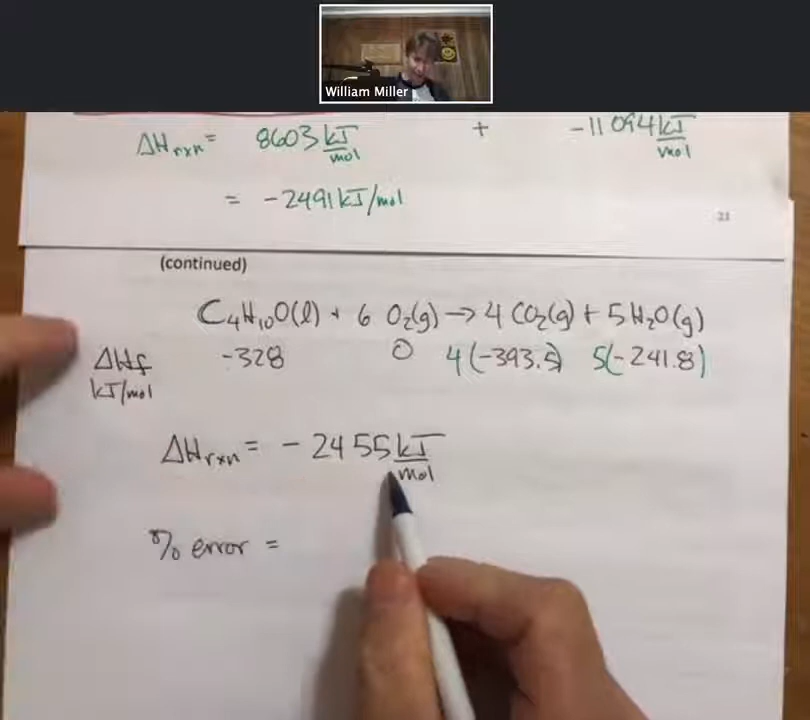 William Miller
ΔHrxn = 8603 kJ/mol + -11094 kJ/mol
= -2491 kJ/mol
21
(continued)
C₄H₁₀O(l) + 6 O₂(g) → 4 CO₂(g) + 5 H₂O(g)
ΔHf -328 0 4(-393.5) 5(-241.8)
kJ/mol
ΔHrxn = -2455 kJ/mol
% error =